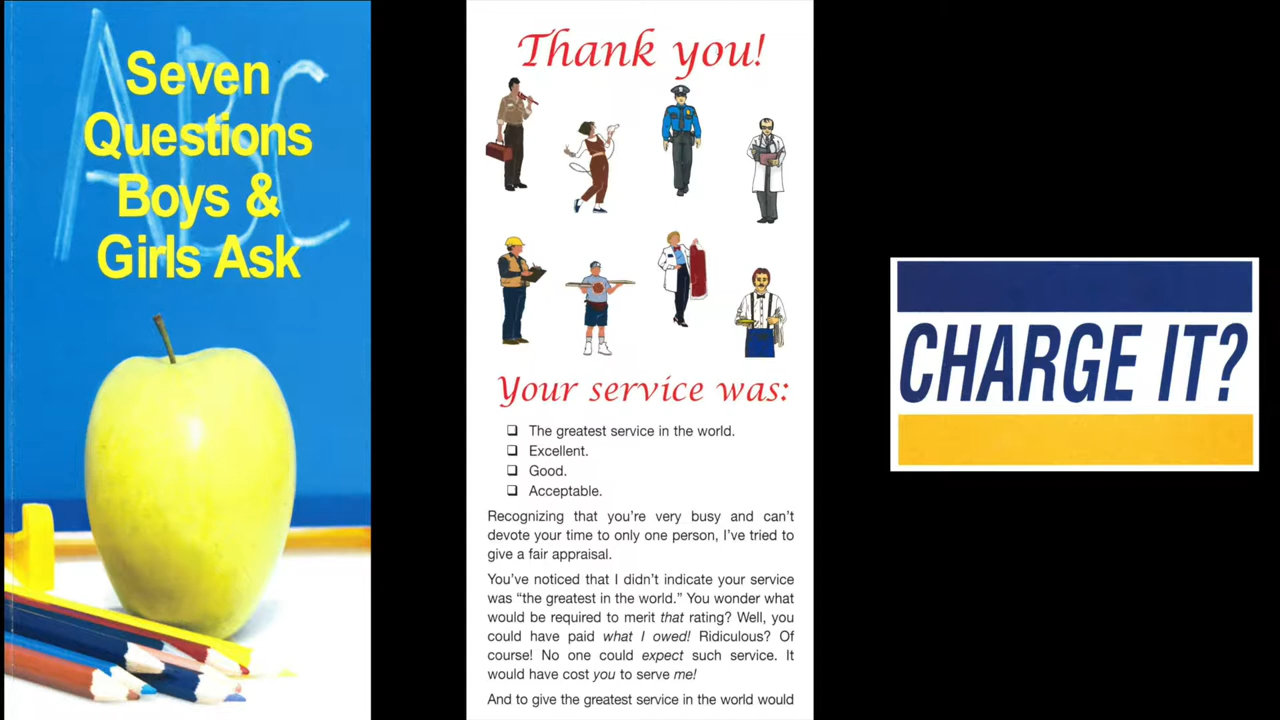 ABC
Seven
Questions
Boys &
Girls Ask
Thank you!
Your service was:
❑ The greatest service in the world.
❑ Excellent.
❑ Good.
❑ Acceptable.
Recognizing that you’re very busy and can’t
devote your time to only one person, I’ve tried to
give a fair appraisal.
You’ve noticed that I didn’t indicate your service
was “the greatest in the world.” You wonder what
would be required to merit that rating? Well, you
could have paid what I owed! Ridiculous? Of
course! No one could expect such service. It
would have cost you to serve me!
And to give the greatest service in the world would
CHARGE IT?